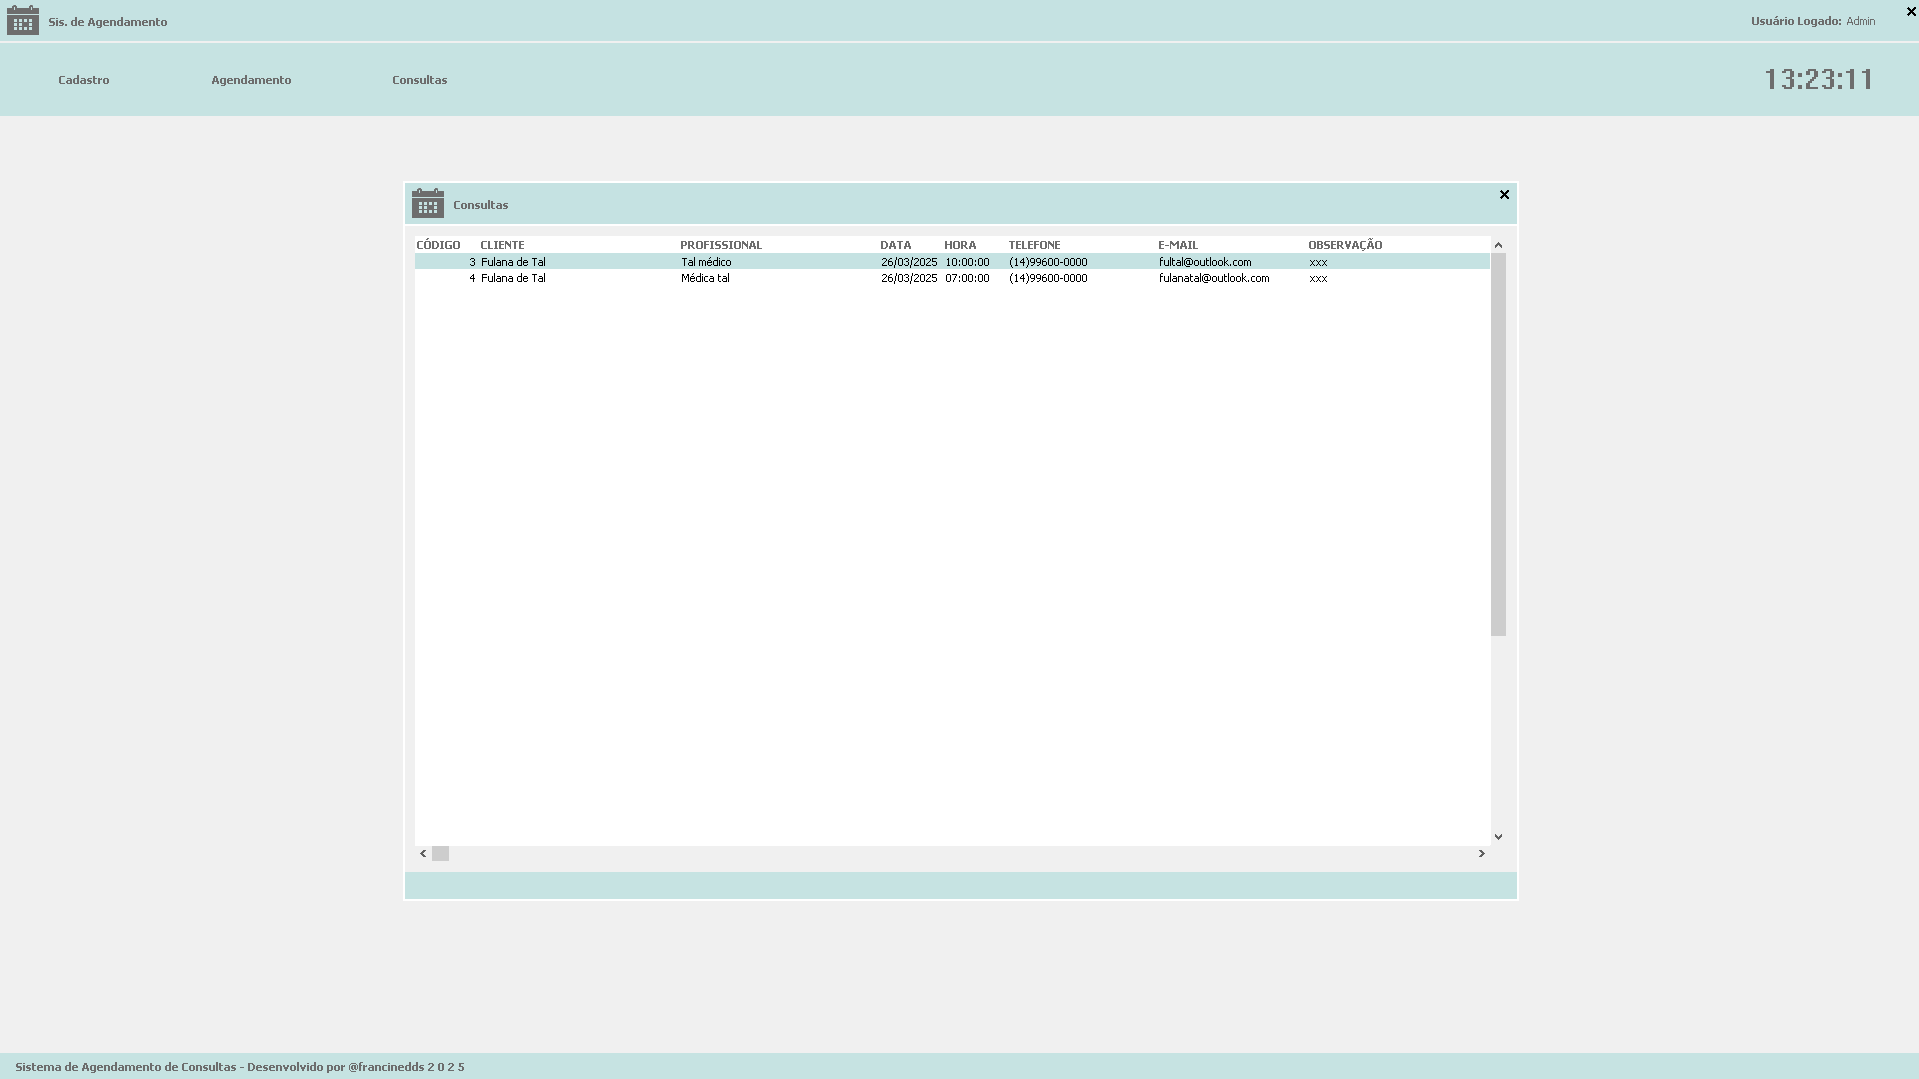 Sis. de Agendamento Usuário Logado: Admin
Cadastro Agendamento Consultas 13:23:11
Consultas
CÓDIGO CLIENTE PROFISSIONAL DATA HORA TELEFONE E-MAIL OBSERVAÇÃO
3 Fulana de Tal Tal médico 26/03/2025 10:00:00 (14)99600-0000 fultal@outlook.com xxx
4 Fulana de Tal Médica tal 26/03/2025 07:00:00 (14)99600-0000 fulanatal@outlook.com xxx
Sistema de Agendamento de Consultas - Desenvolvido por @francinedds 2 0 2 5